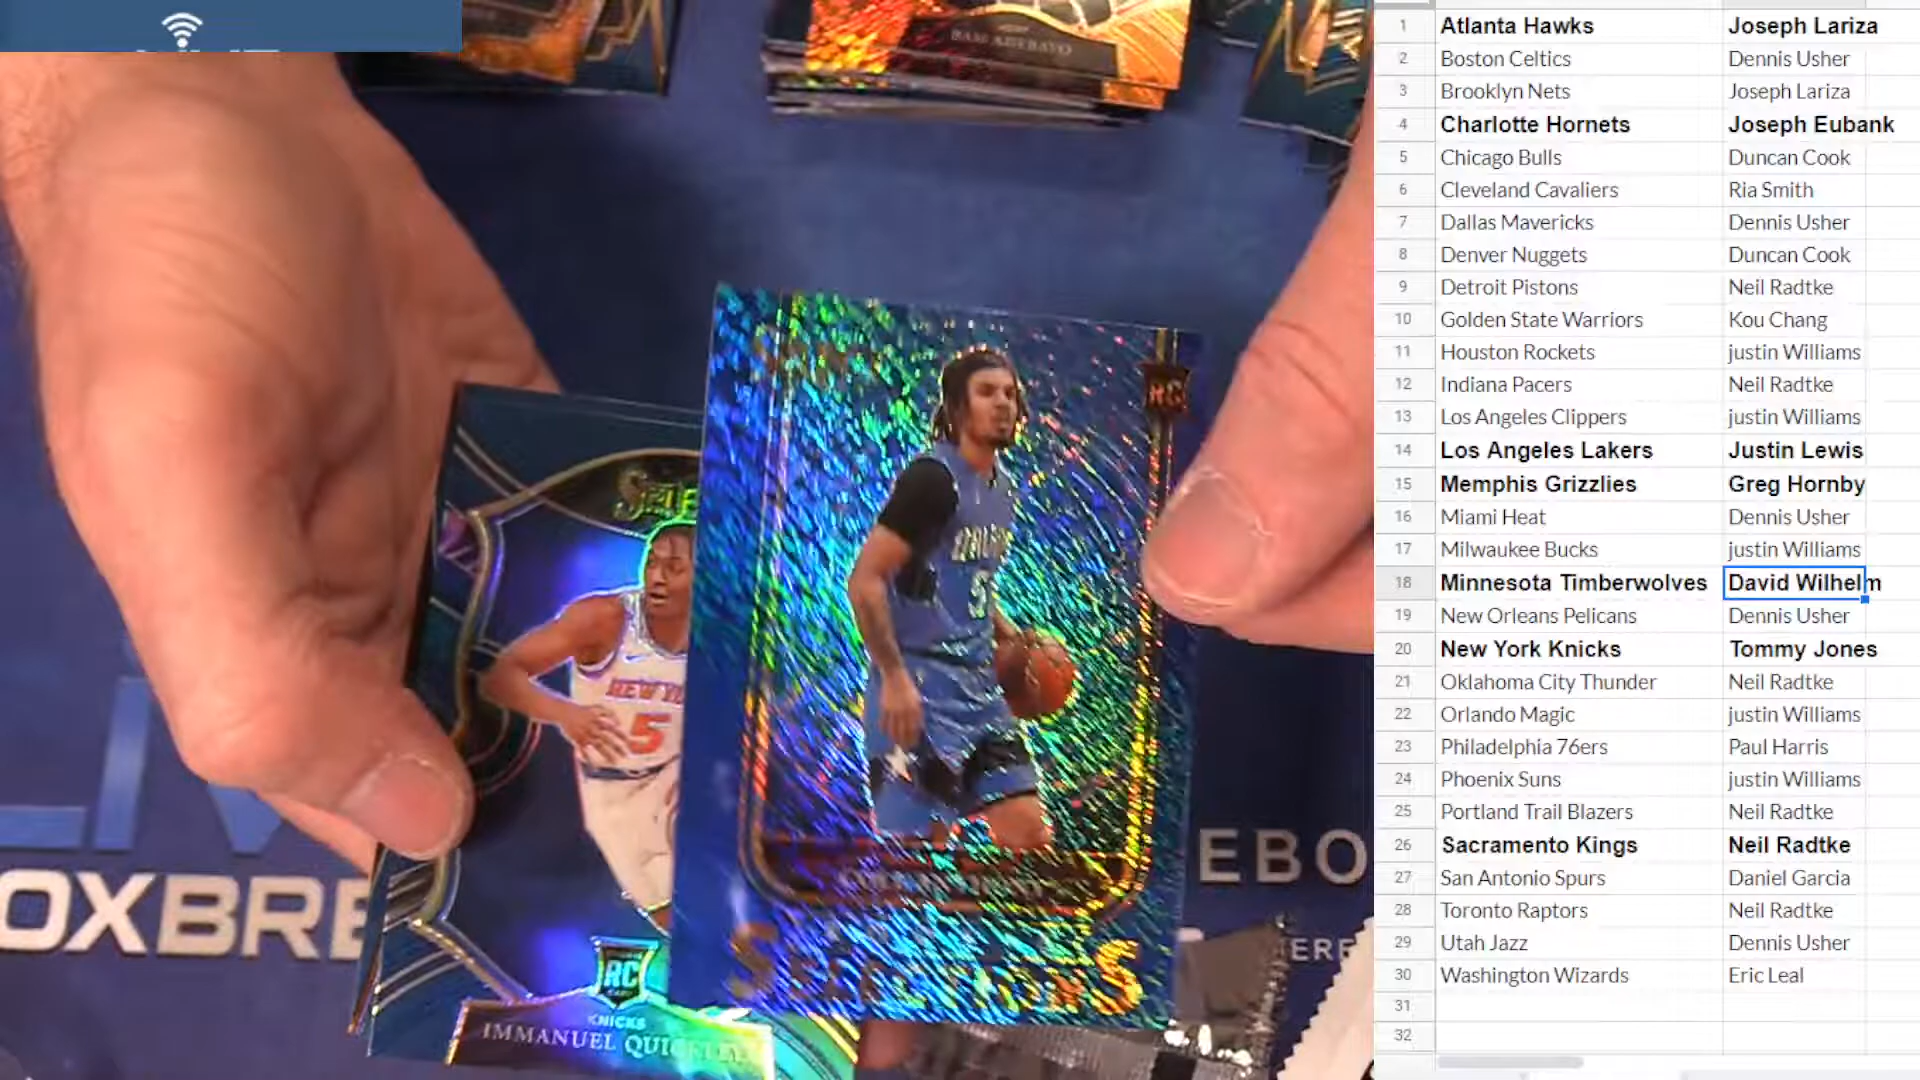 BAM ADEBAYO
RC
NEW YO
5
5
SELECTIONS
RC
KNICKS
IMMANUEL QUICKLEY
OXBRE
EBO
ERE
1 Atlanta Hawks Joseph Lariza
2 Boston Celtics Dennis Usher
3 Brooklyn Nets Joseph Lariza
4 Charlotte Hornets Joseph Eubank
5 Chicago Bulls Duncan Cook
6 Cleveland Cavaliers Ria Smith
7 Dallas Mavericks Dennis Usher
8 Denver Nuggets Duncan Cook
9 Detroit Pistons Neil Radtke
10 Golden State Warriors Kou Chang
11 Houston Rockets justin Williams
12 Indiana Pacers Neil Radtke
13 Los Angeles Clippers justin Williams
14 Los Angeles Lakers Justin Lewis
15 Memphis Grizzlies Greg Hornby
16 Miami Heat Dennis Usher
17 Milwaukee Bucks justin Williams
18 Minnesota Timberwolves David Wilhelm
19 New Orleans Pelicans Dennis Usher
20 New York Knicks Tommy Jones
21 Oklahoma City Thunder Neil Radtke
22 Orlando Magic justin Williams
23 Philadelphia 76ers Paul Harris
24 Phoenix Suns justin Williams
25 Portland Trail Blazers Neil Radtke
26 Sacramento Kings Neil Radtke
27 San Antonio Spurs Daniel Garcia
28 Toronto Raptors Neil Radtke
29 Utah Jazz Dennis Usher
30 Washington Wizards Eric Leal
31
32